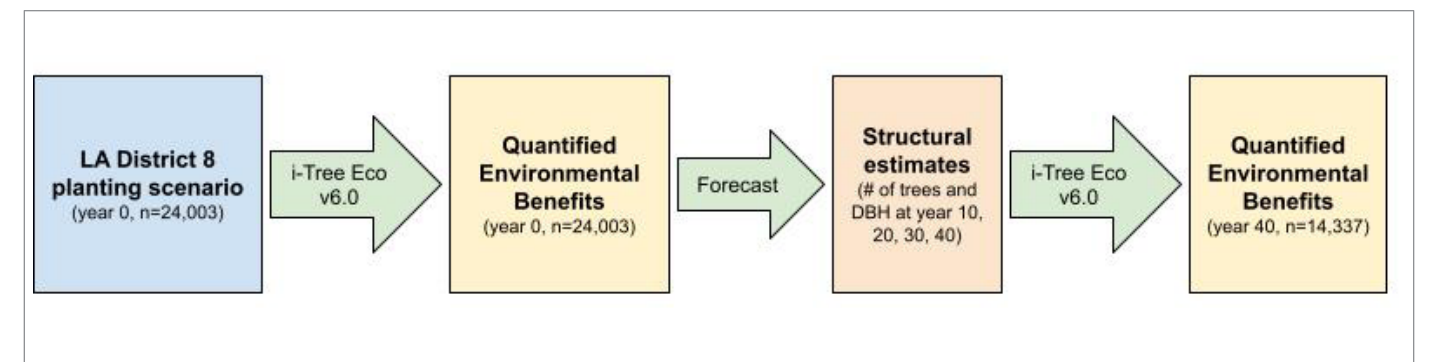 LA District 8
planting scenario
(year 0, n=24,003)
i-Tree Eco
v6.0
Quantified
Environmental
Benefits
(year 0, n=24,003)
Forecast
Structural
estimates
(# of trees and
DBH at year 10,
20, 30, 40)
i-Tree Eco
v6.0
Quantified
Environmental
Benefits
(year 40, n=14,337)